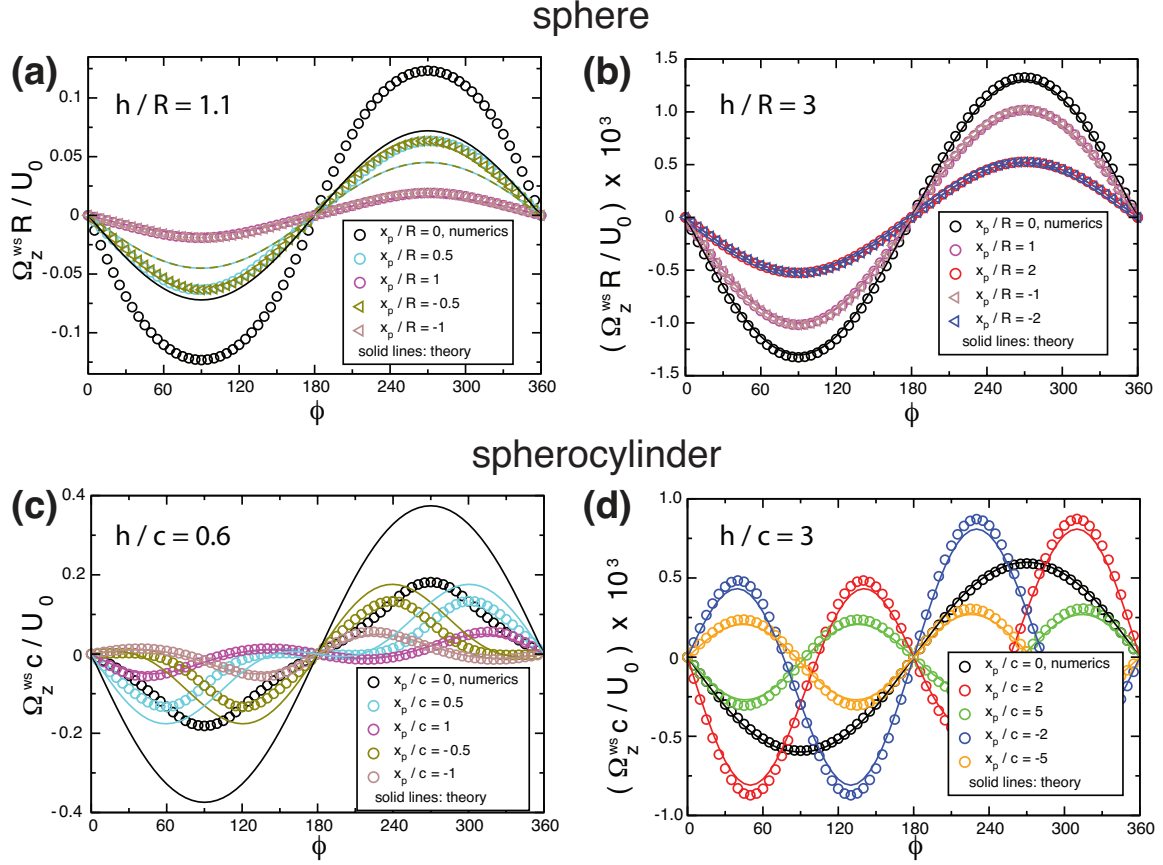 sphere
(a)
h / R = 1.1
Ω_z^ws R / U_0
0.1
0.05
0
-0.05
-0.1
0 60 120 180 240 300 360
ϕ
x_p / R = 0, numerics
x_p / R = 0.5
x_p / R = 1
x_p / R = -0.5
x_p / R = -1
solid lines: theory
(b)
h / R = 3
( Ω_z^ws R / U_0 ) x 10^3
1.5
1.0
0.5
0
-0.5
-1.0
-1.5
0 60 120 180 240 300 360
ϕ
x_p / R = 0, numerics
x_p / R = 1
x_p / R = 2
x_p / R = -1
x_p / R = -2
solid lines: theory
spherocylinder
(c)
h / c = 0.6
Ω_z^ws c / U_0
0.4
0.2
0
-0.2
-0.4
0 60 120 180 240 300 360
ϕ
x_p / c = 0, numerics
x_p / c = 0.5
x_p / c = 1
x_p / c = -0.5
x_p / c = -1
solid lines: theory
(d)
h / c = 3
( Ω_z^ws c / U_0 ) x 10^3
1.0
0.5
0
-0.5
-1.0
0 60 120 180 240 300 360
ϕ
x_p / c = 0, numerics
x_p / c = 2
x_p / c = 5
x_p / c = -2
x_p / c = -5
solid lines: theory